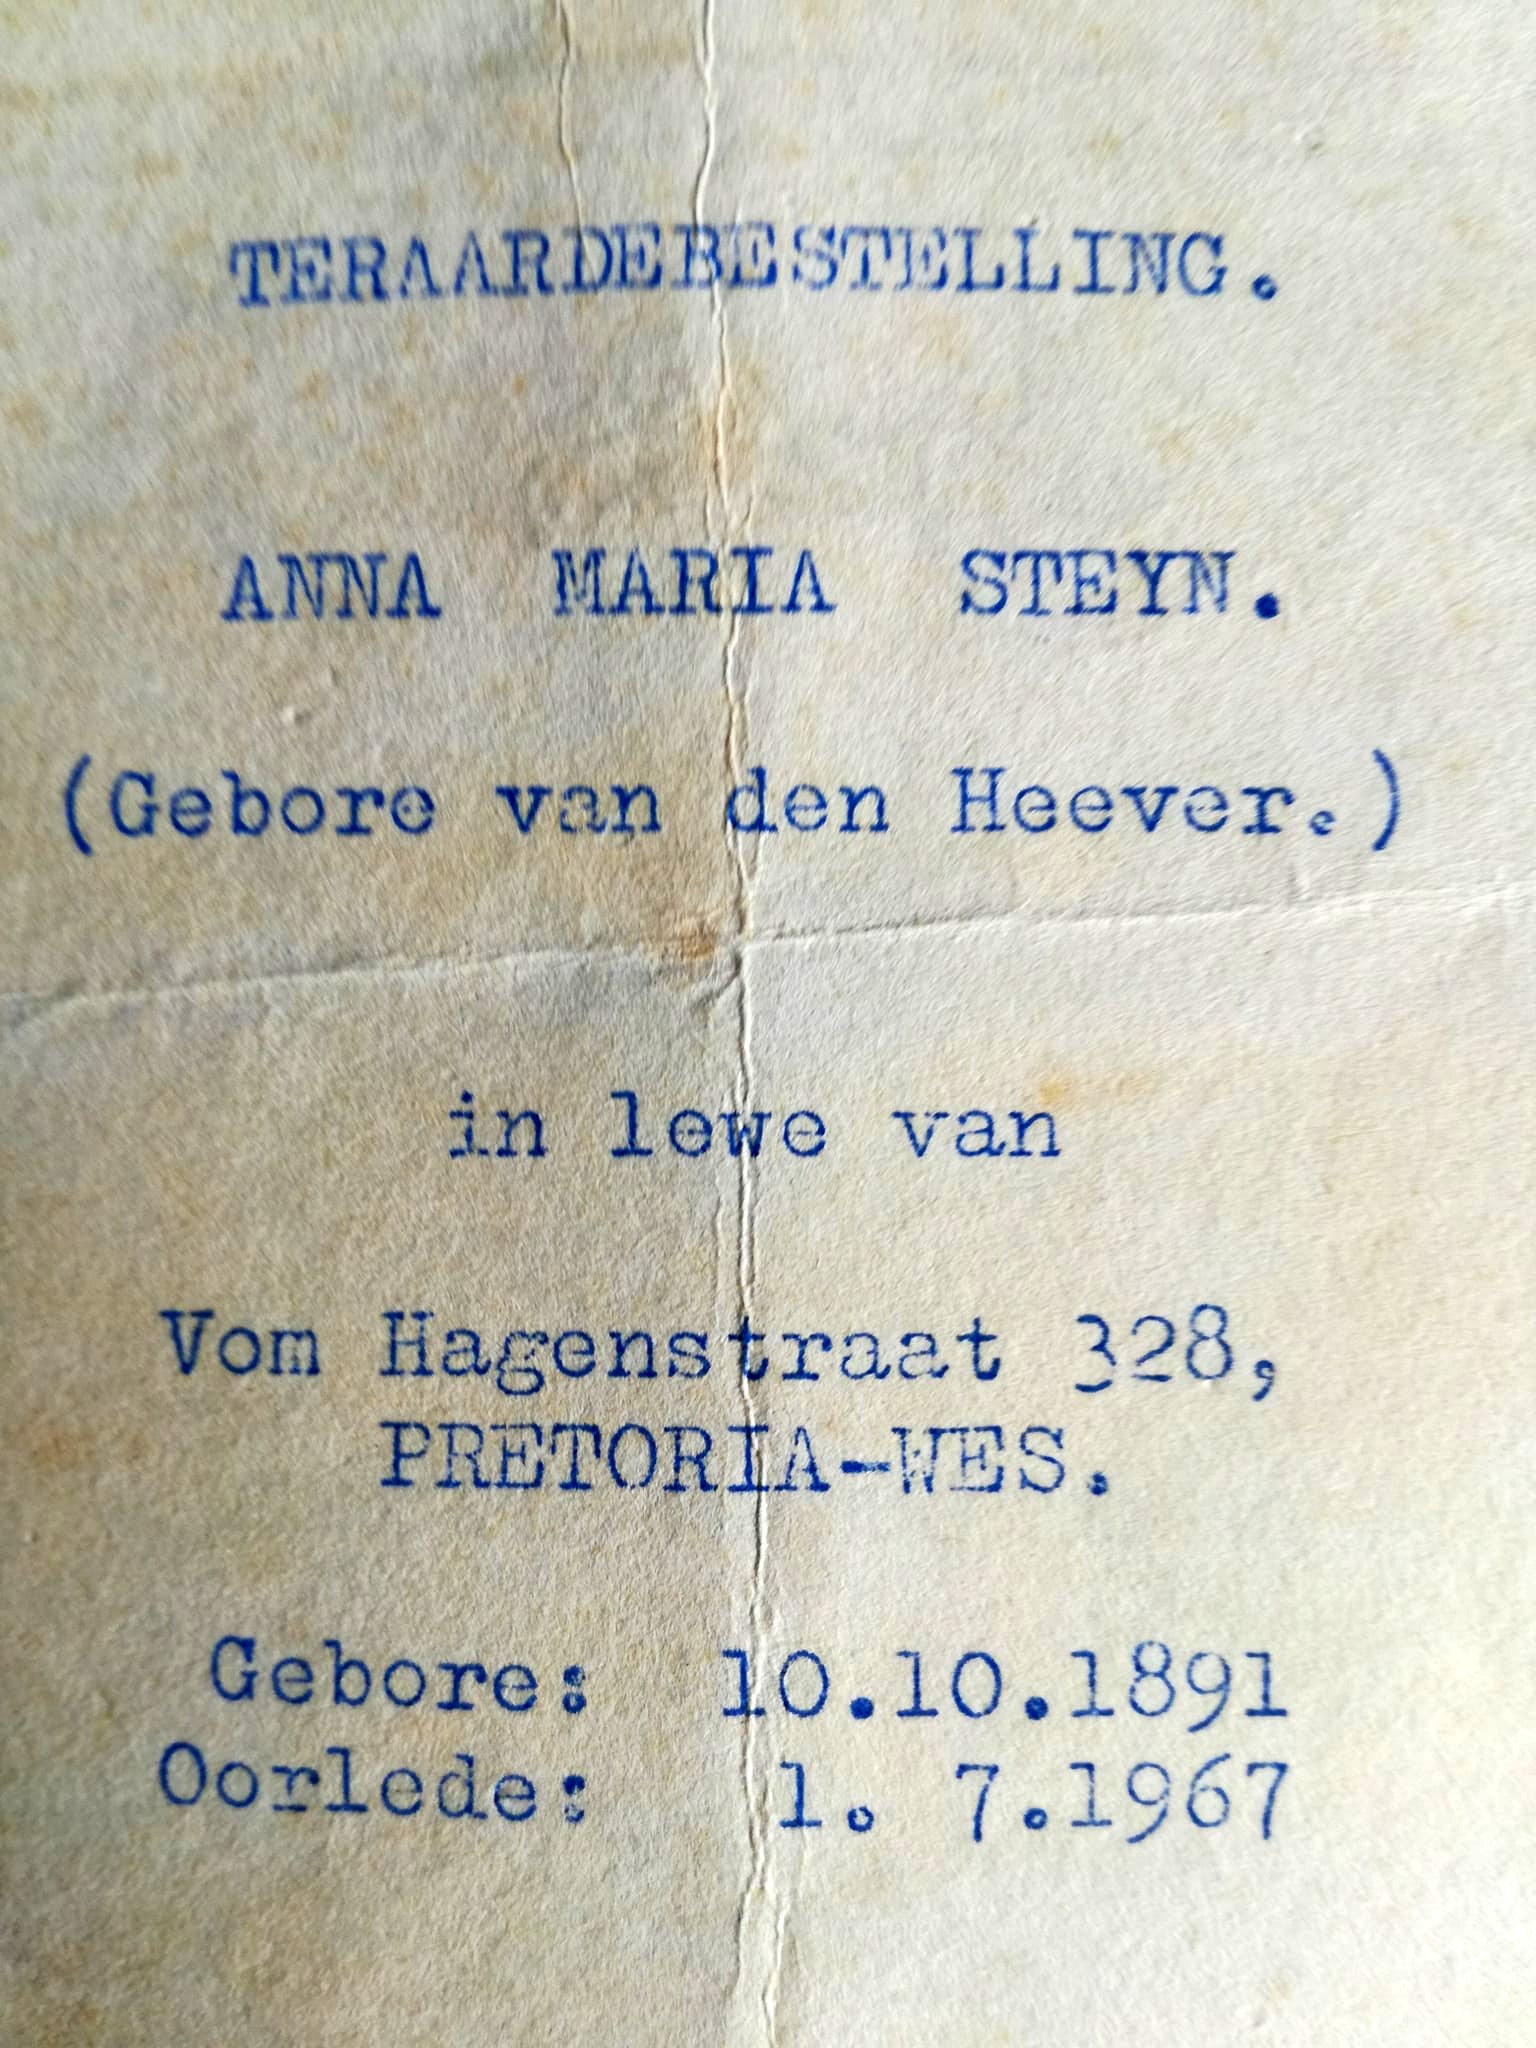 TERAARDEBESTELLING.
ANNA MARIA STEYN.
(Gebore van den Heever.)
in lewe van
Vom Hagenstraat 328,
PRETORIA-WES.
Gebore: 10.10.1891
Oorlede: 1. 7.1967